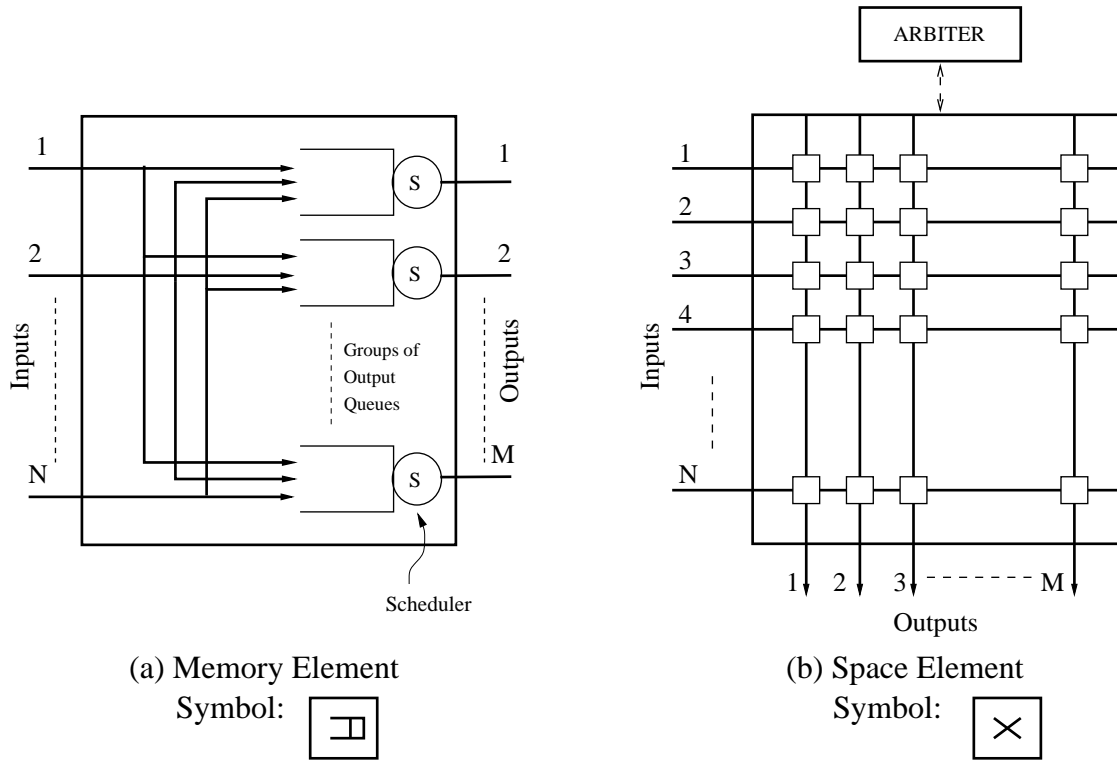 1
2
N
Inputs
S
S
S
1
2
M
Outputs
Groups of
Output
Queues
Scheduler
(a) Memory Element
Symbol:
ARBITER
1
2
3
4
N
Inputs
1 2 3 M
Outputs
(b) Space Element
Symbol: